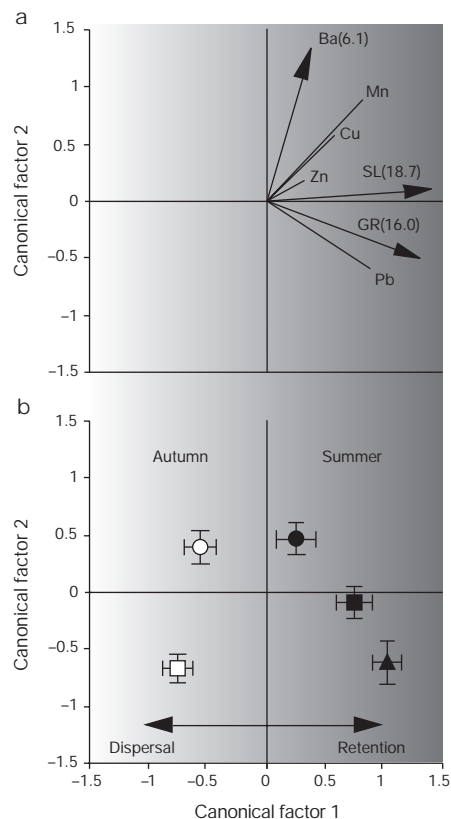 a
1.5
1
0.5
0
−0.5
−1
−1.5
Canonical factor 2
Ba(6.1)
Mn
Cu
Zn
SL(18.7)
GR(16.0)
Pb
b
1.5
1
0.5
0
−0.5
−1
−1.5
Canonical factor 2
Autumn
Summer
Dispersal
Retention
−1.5
−1
−0.5
0
0.5
1
1.5
Canonical factor 1